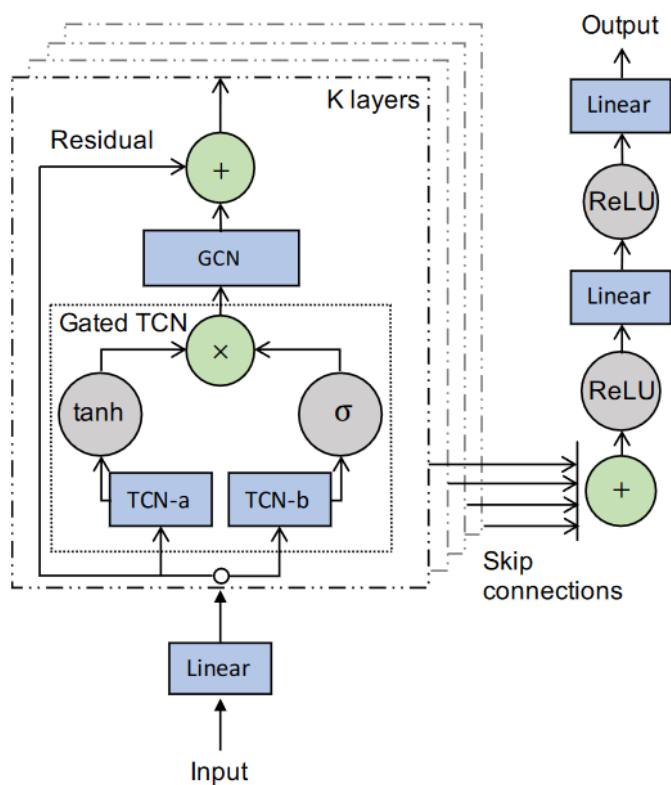 Output
K layers
Linear
Residual
+
ReLU
GCN
Linear
Gated TCN
×
ReLU
tanh
σ
TCN-a
TCN-b
+
Skip
connections
Linear
Input